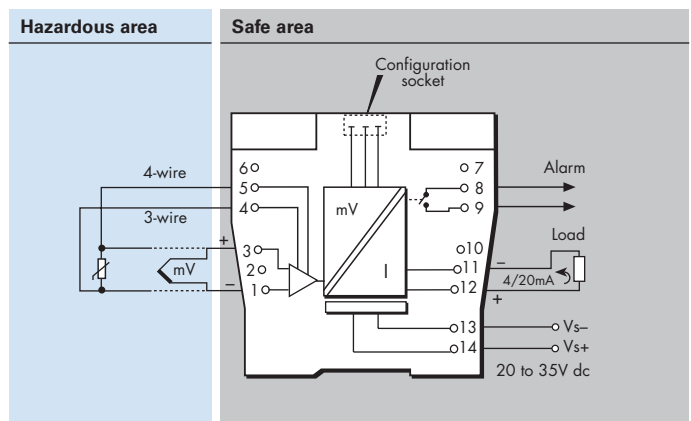 Hazardous area
Safe area
Configuration
socket
6
7
4-wire
5
8
Alarm
4
9
3-wire
mV
+
3
10
Load
mV
2
11
–
I
4/20mA
–
1
12
+
13
Vs–
14
Vs+
20 to 35V dc